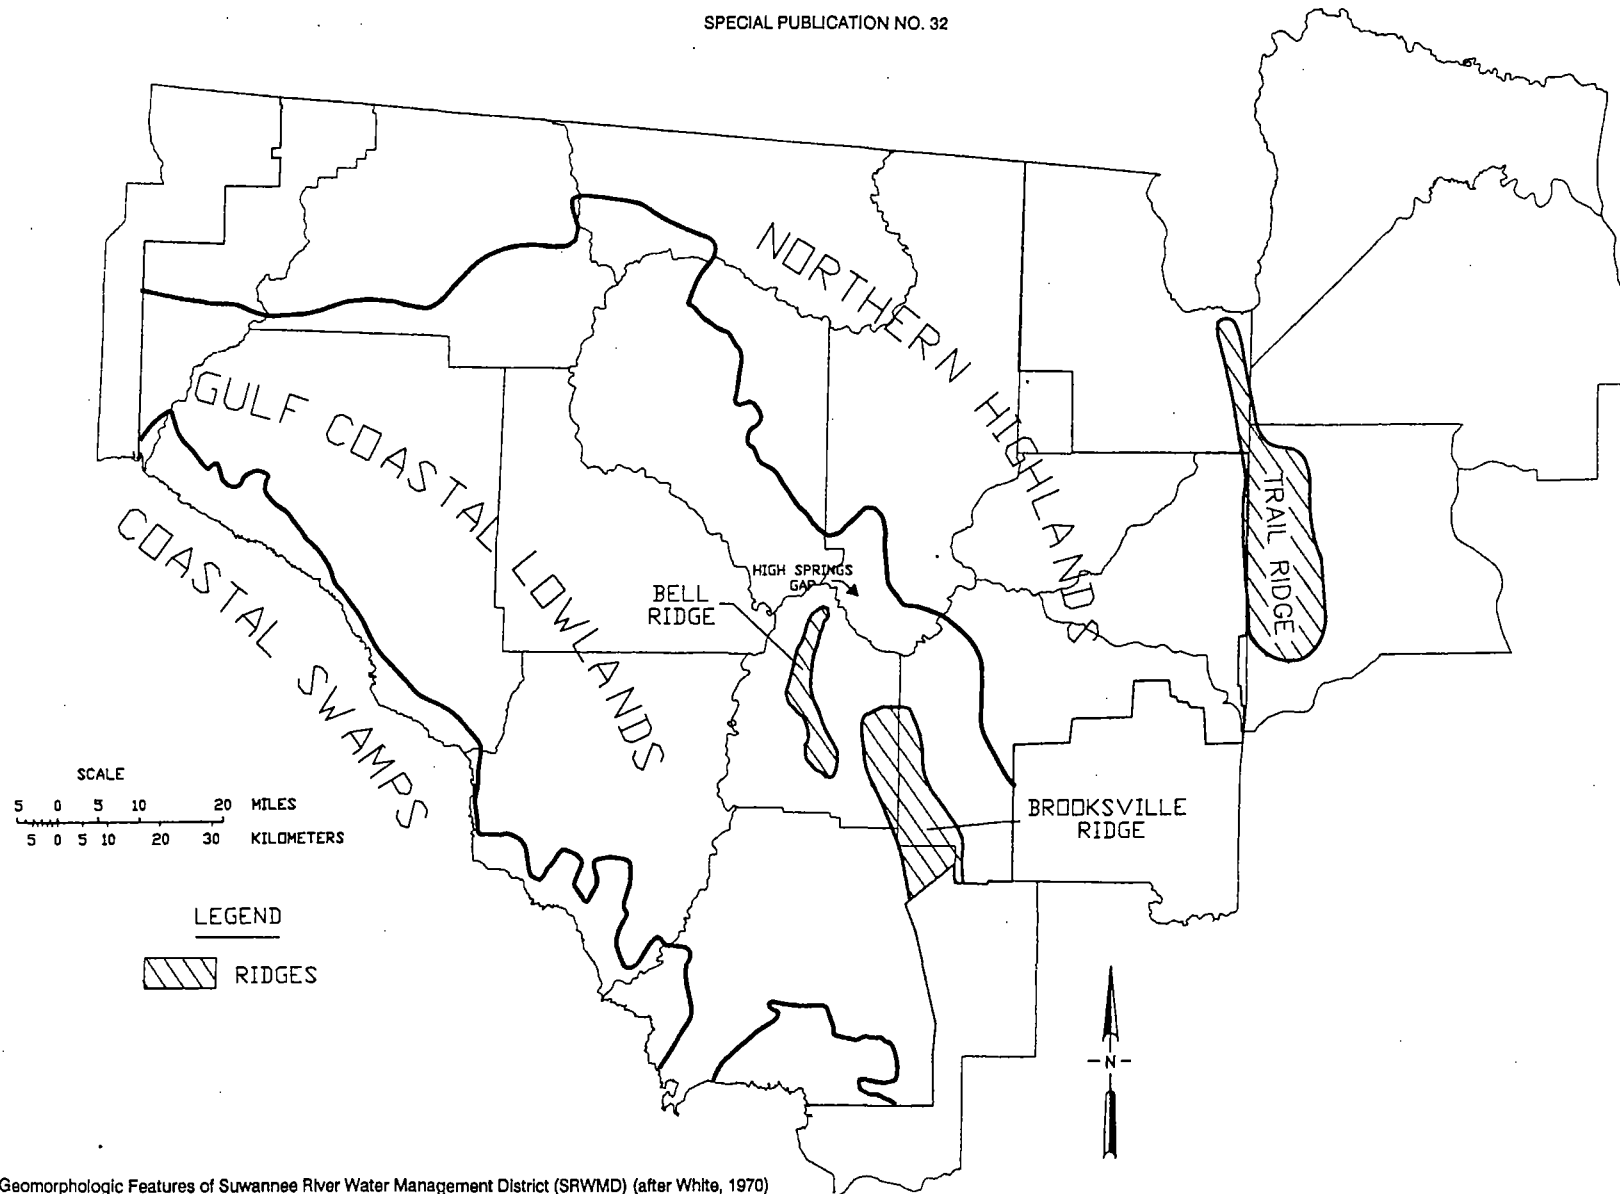 SPECIAL PUBLICATION NO. 32
NORTHERN HIGHLANDS
GULF COASTAL LOWLANDS
COASTAL SWAMPS
TRAIL RIDGE
HIGH SPRINGS
GAP
BELL
RIDGE
BROOKSVILLE
RIDGE
SCALE
5 0 5 10 20 MILES
5 0 5 10 20 30 KILOMETERS
LEGEND
RIDGES
N
Geomorphologic Features of Suwannee River Water Management District (SRWMD) (after White, 1970)